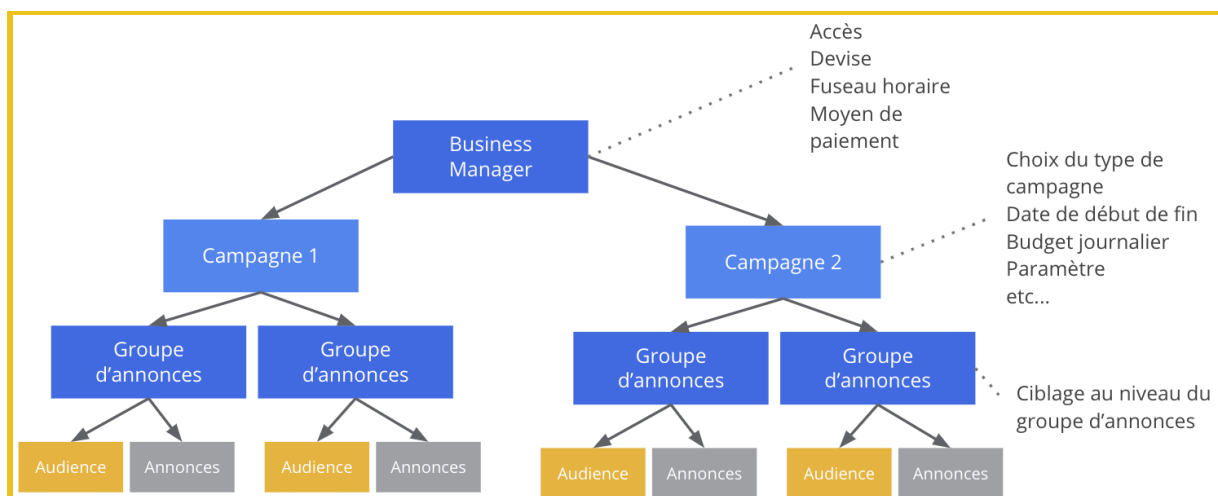 Accès
Devise
Fuseau horaire
Moyen de
paiement
Business
Manager
Choix du type de
campagne
Date de début de fin
Budget journalier
Paramètre
etc...
Campagne 1
Campagne 2
Groupe
d’annonces
Groupe
d’annonces
Groupe
d’annonces
Groupe
d’annonces
Ciblage au niveau du
groupe d’annonces
Audience
Annonces
Audience
Annonces
Audience
Annonces
Audience
Annonces